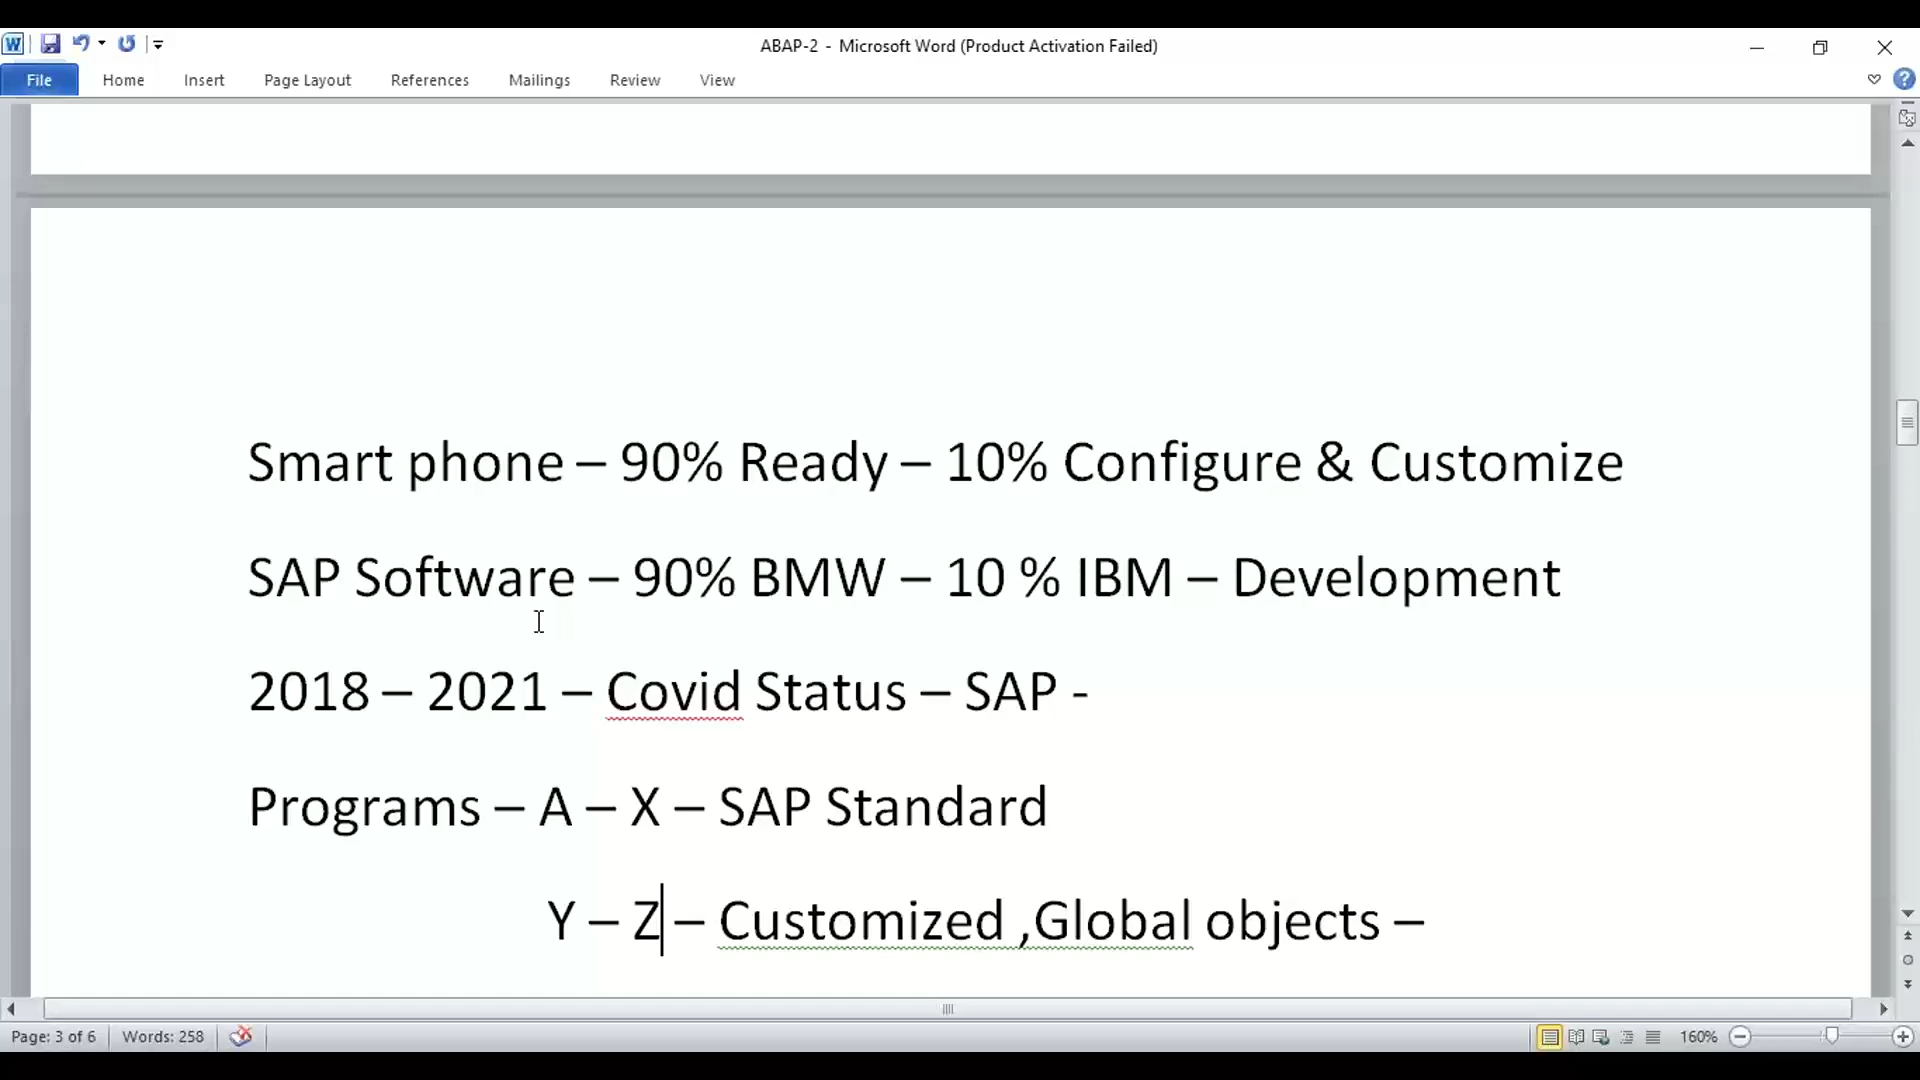 ABAP-2 - Microsoft Word (Product Activation Failed)
File Home Insert Page Layout References Mailings Review View
Smart phone – 90% Ready – 10% Configure & Customize
SAP Software – 90% BMW – 10 % IBM – Development
2018 – 2021 – Covid Status – SAP -
Programs – A – X – SAP Standard
Y – Z – Customized ,Global objects –
Page: 3 of 6 Words: 258 160%